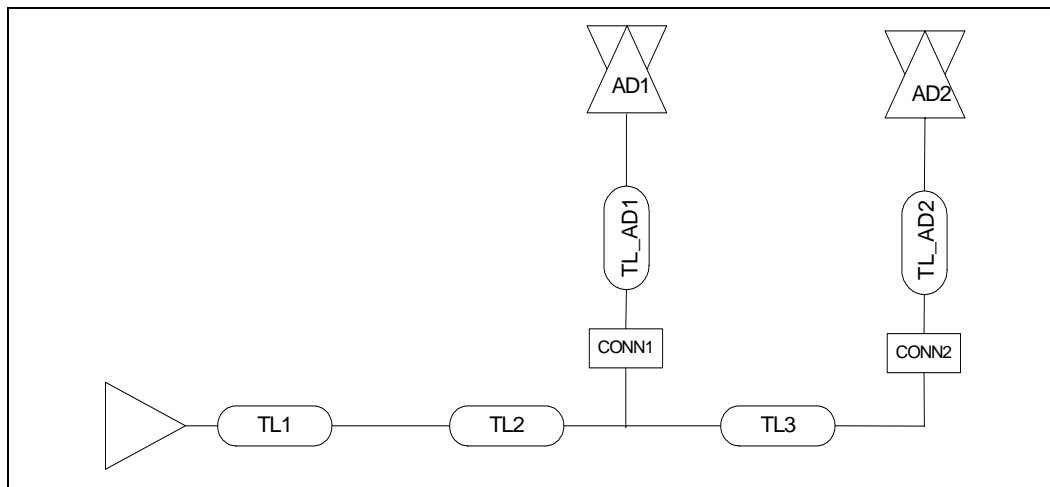 AD1
AD2
TL_AD1
TL_AD2
CONN1
CONN2
TL1
TL2
TL3